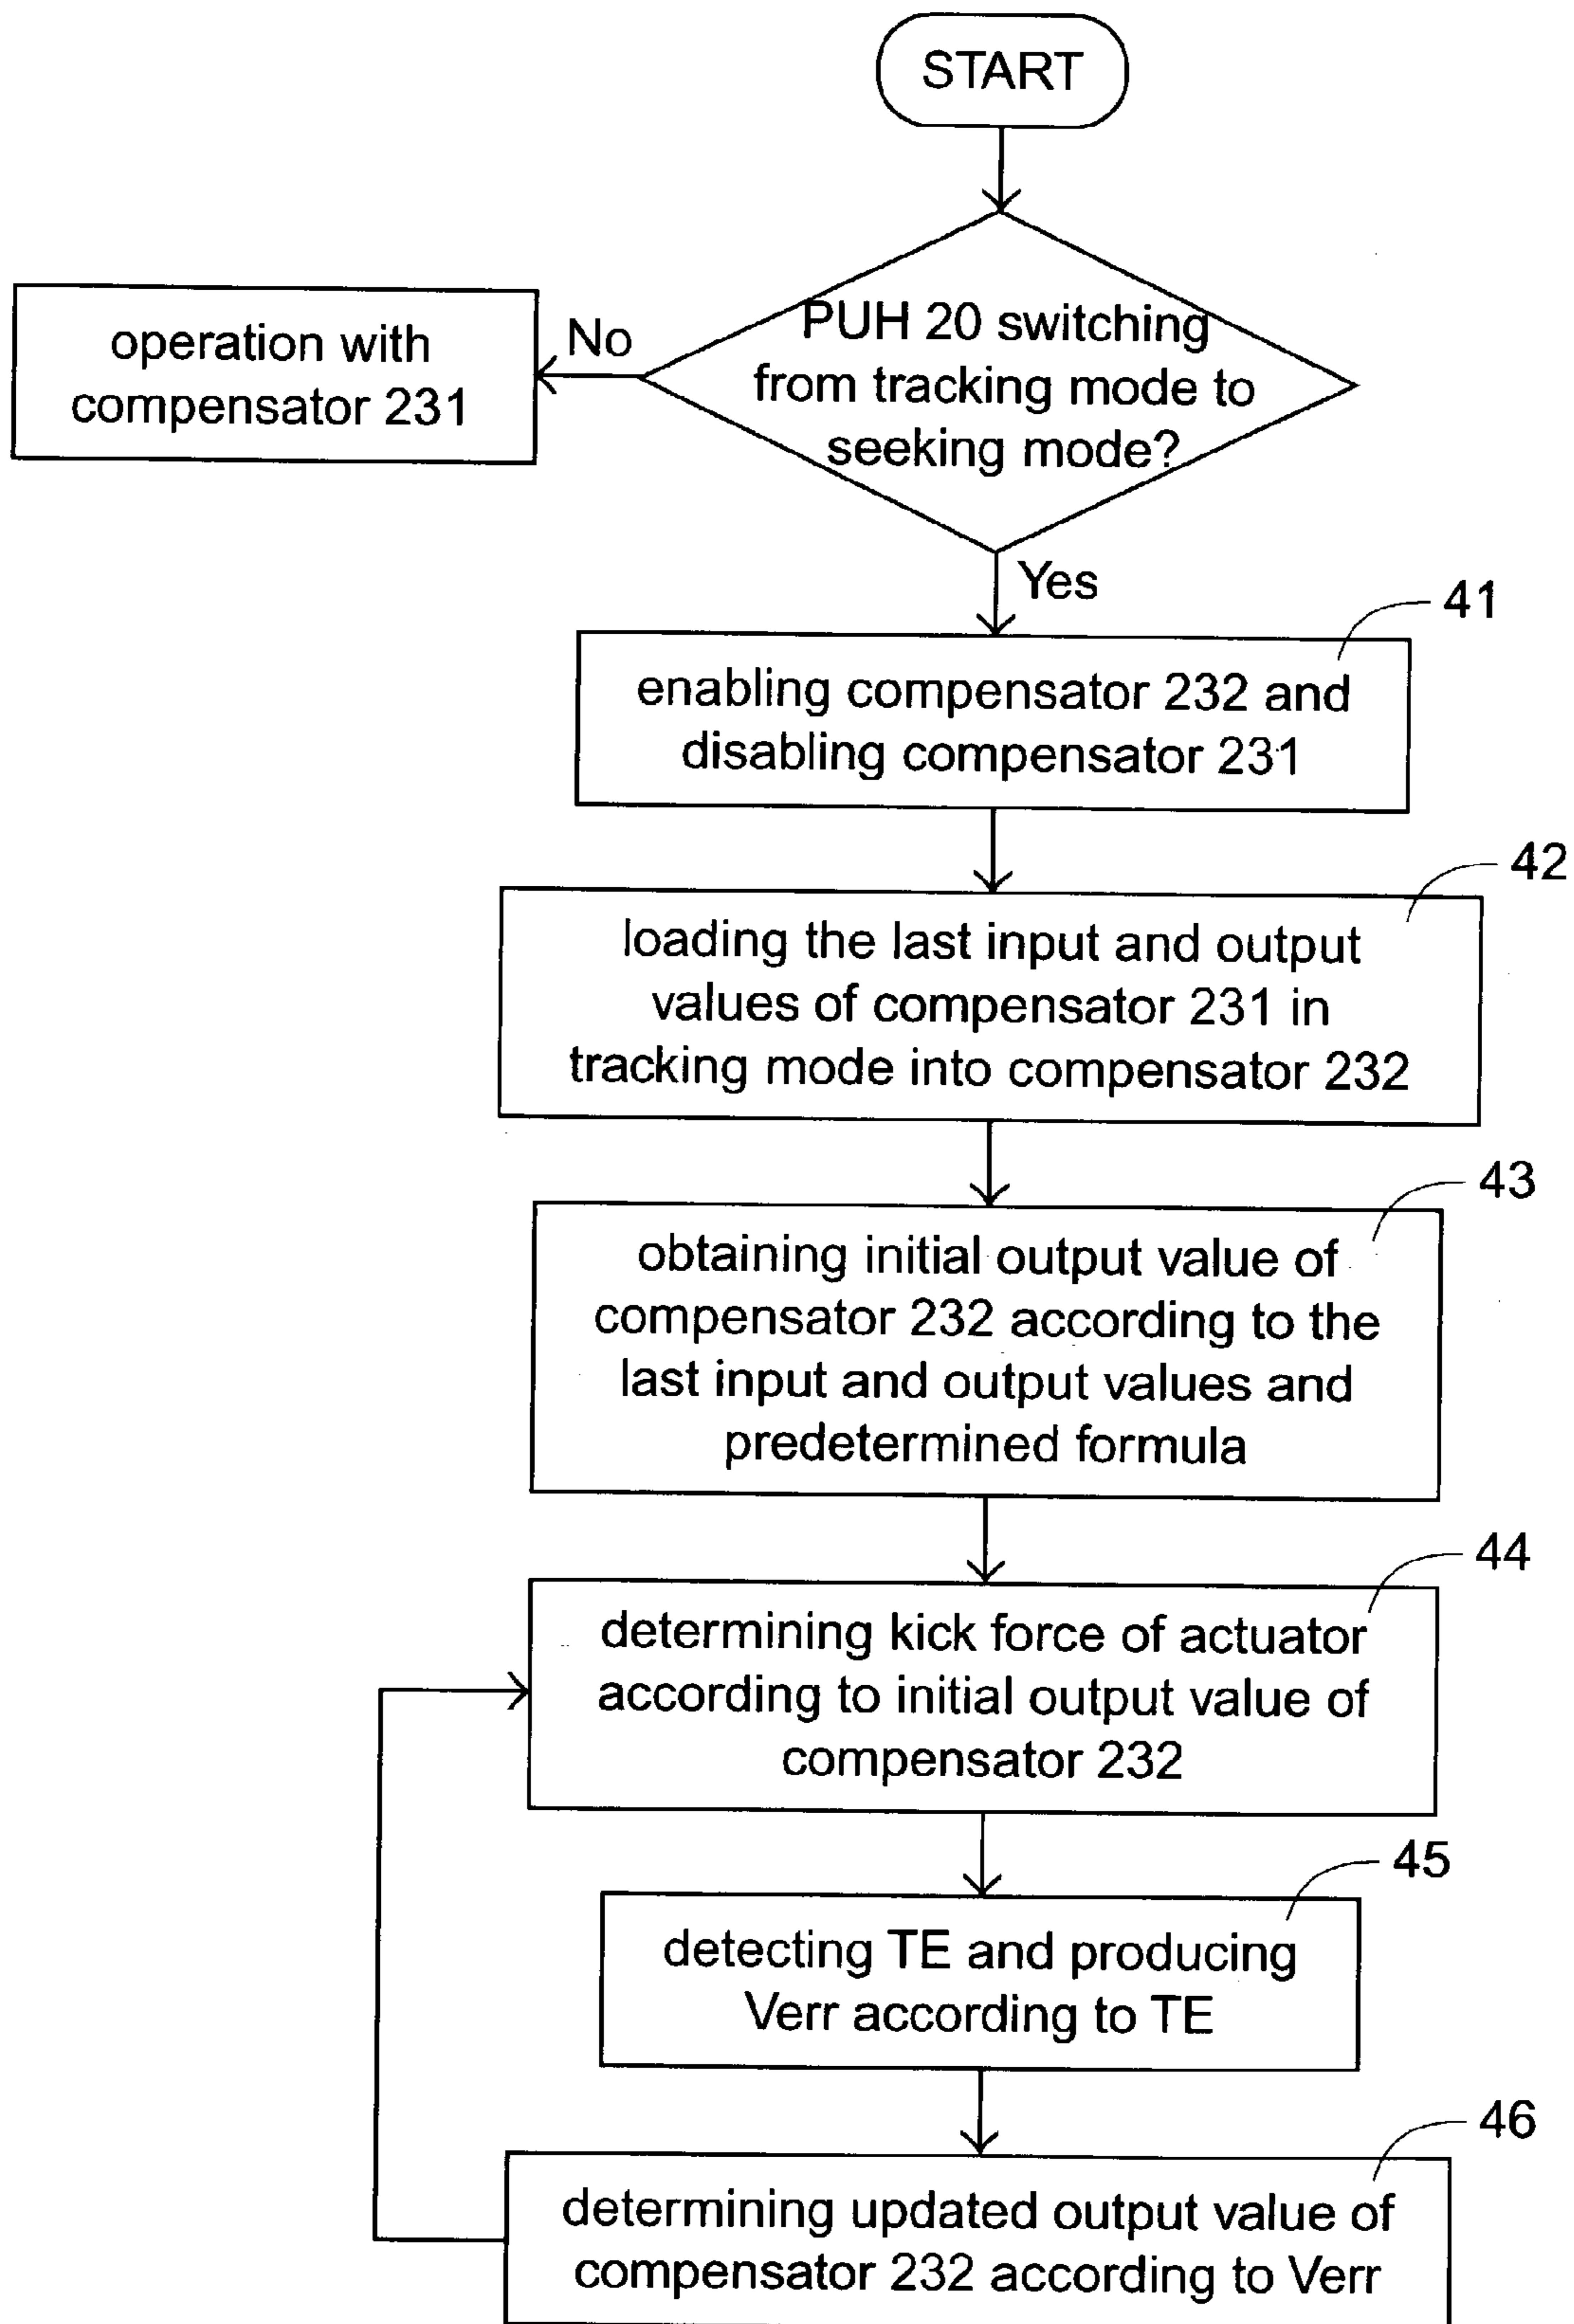 START
PUH 20 switching
from tracking mode to
seeking mode?
No
operation with
compensator 231
Yes
41
enabling compensator 232 and
disabling compensator 231
42
loading the last input and output
values of compensator 231 in
tracking mode into compensator 232
43
obtaining initial output value of
compensator 232 according to the
last input and output values and
predetermined formula
44
determining kick force of actuator
according to initial output value of
compensator 232
45
detecting TE and producing
Verr according to TE
46
determining updated output value of
compensator 232 according to Verr